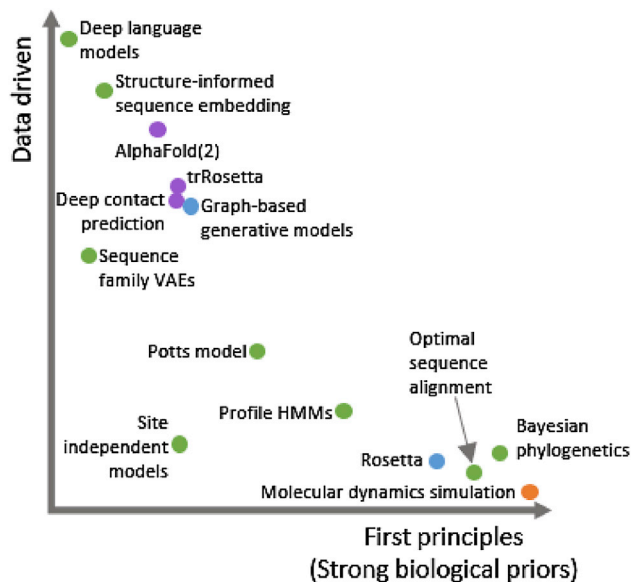 Data driven
Deep language
models
Structure-informed
sequence embedding
AlphaFold(2)
trRosetta
Deep contact
prediction
Graph-based
generative models
Sequence
family VAEs
Potts model
Optimal
sequence
alignment
Profile HMMs
Site
independent
models
Bayesian
phylogenetics
Rosetta
Molecular dynamics simulation
First principles
(Strong biological priors)